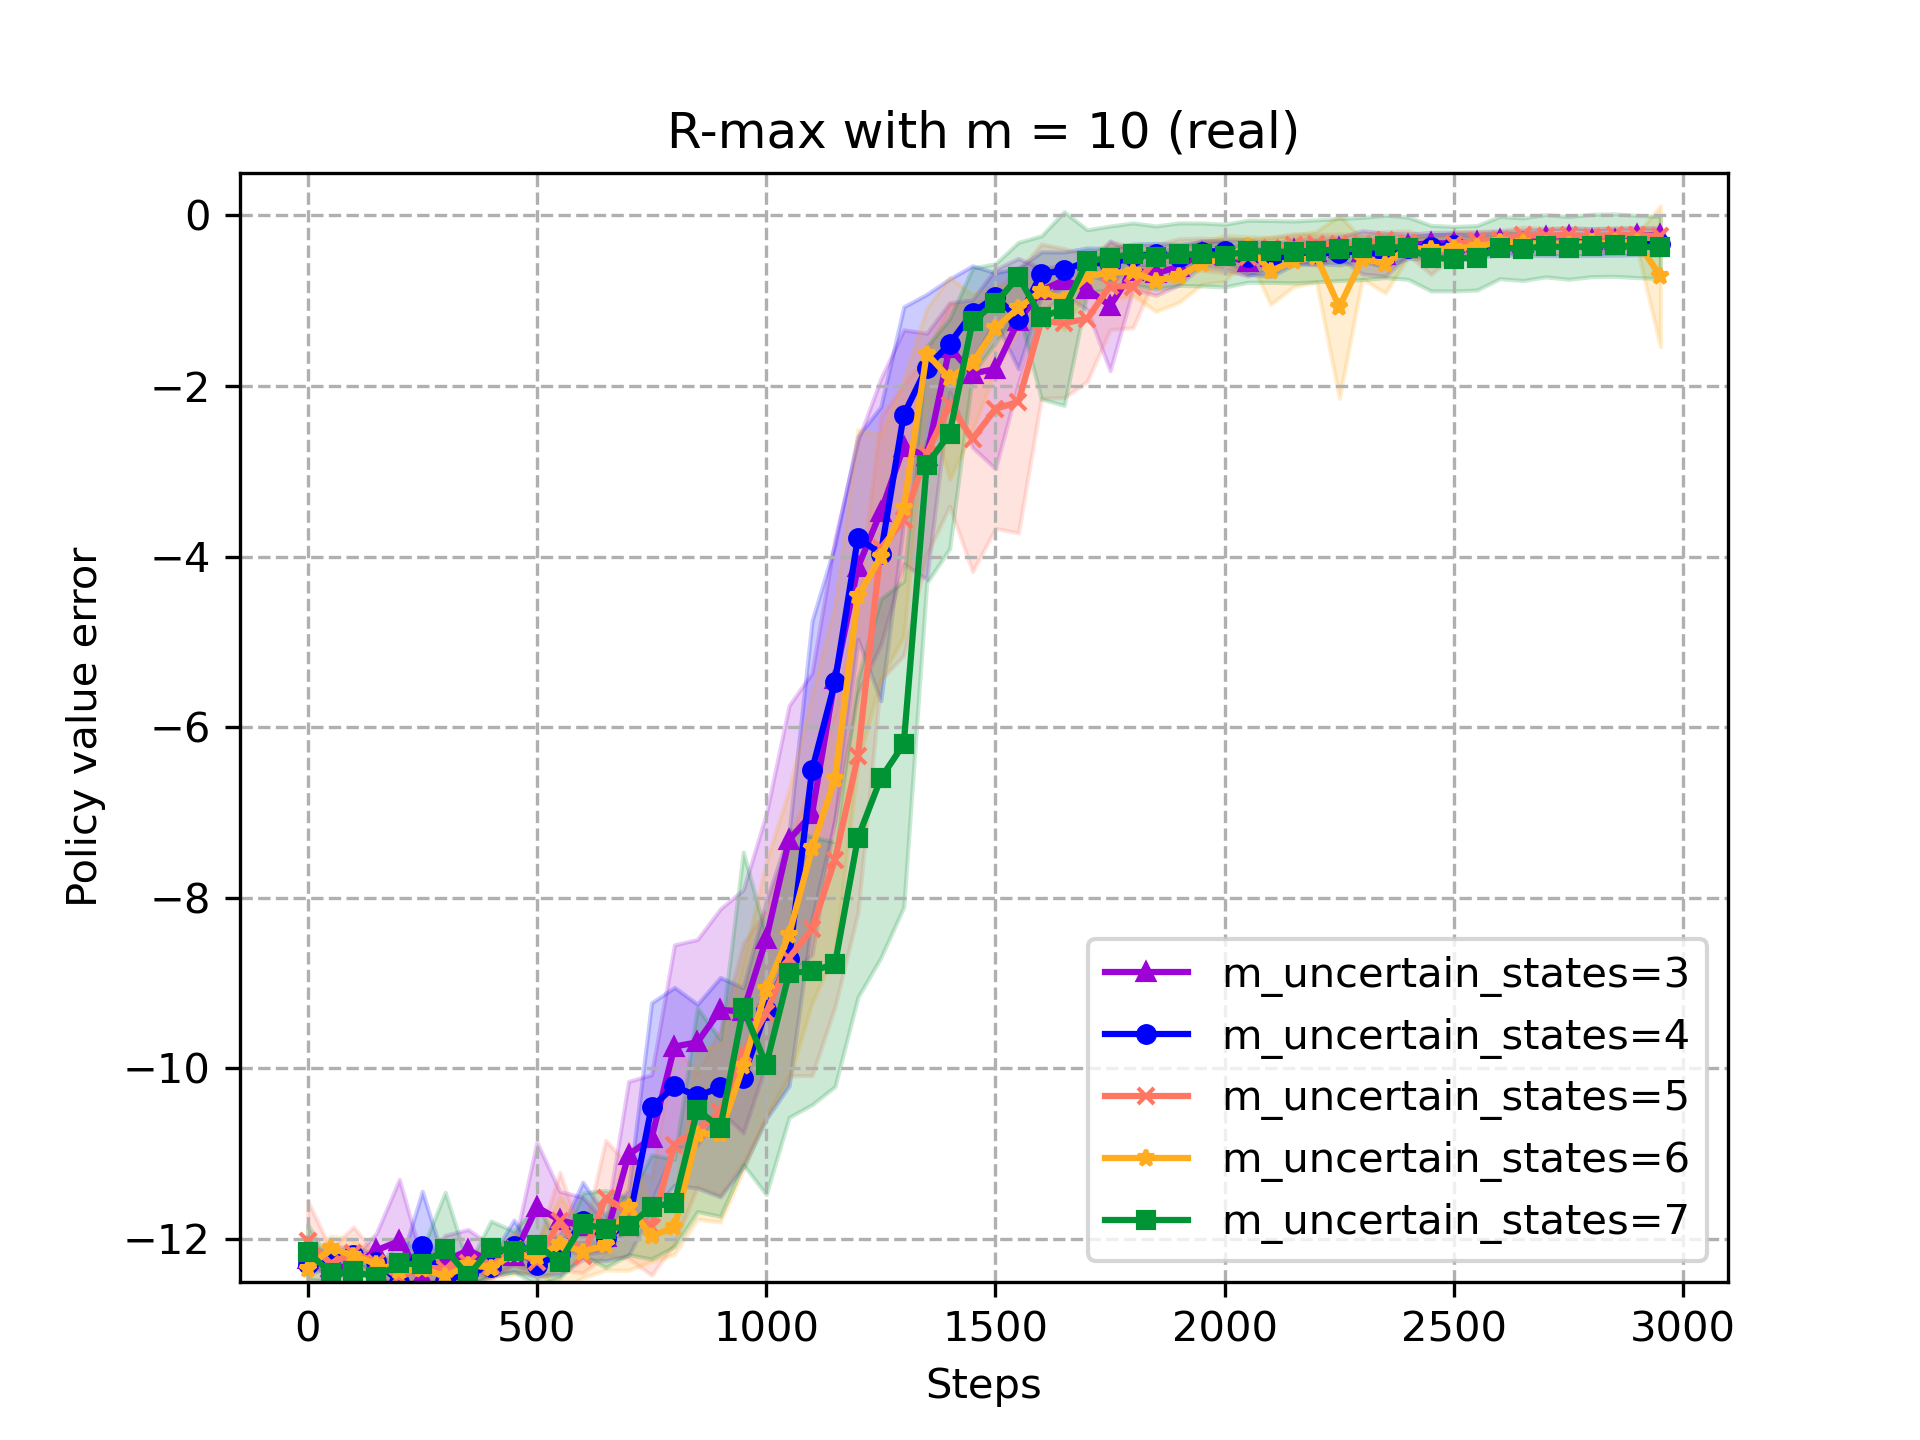 R-max with m = 10 (real)
Policy value error
0
−2
−4
−6
−8
−10
−12
m_uncertain_states=3
m_uncertain_states=4
m_uncertain_states=5
m_uncertain_states=6
m_uncertain_states=7
0 500 1000 1500 2000 2500 3000
Steps